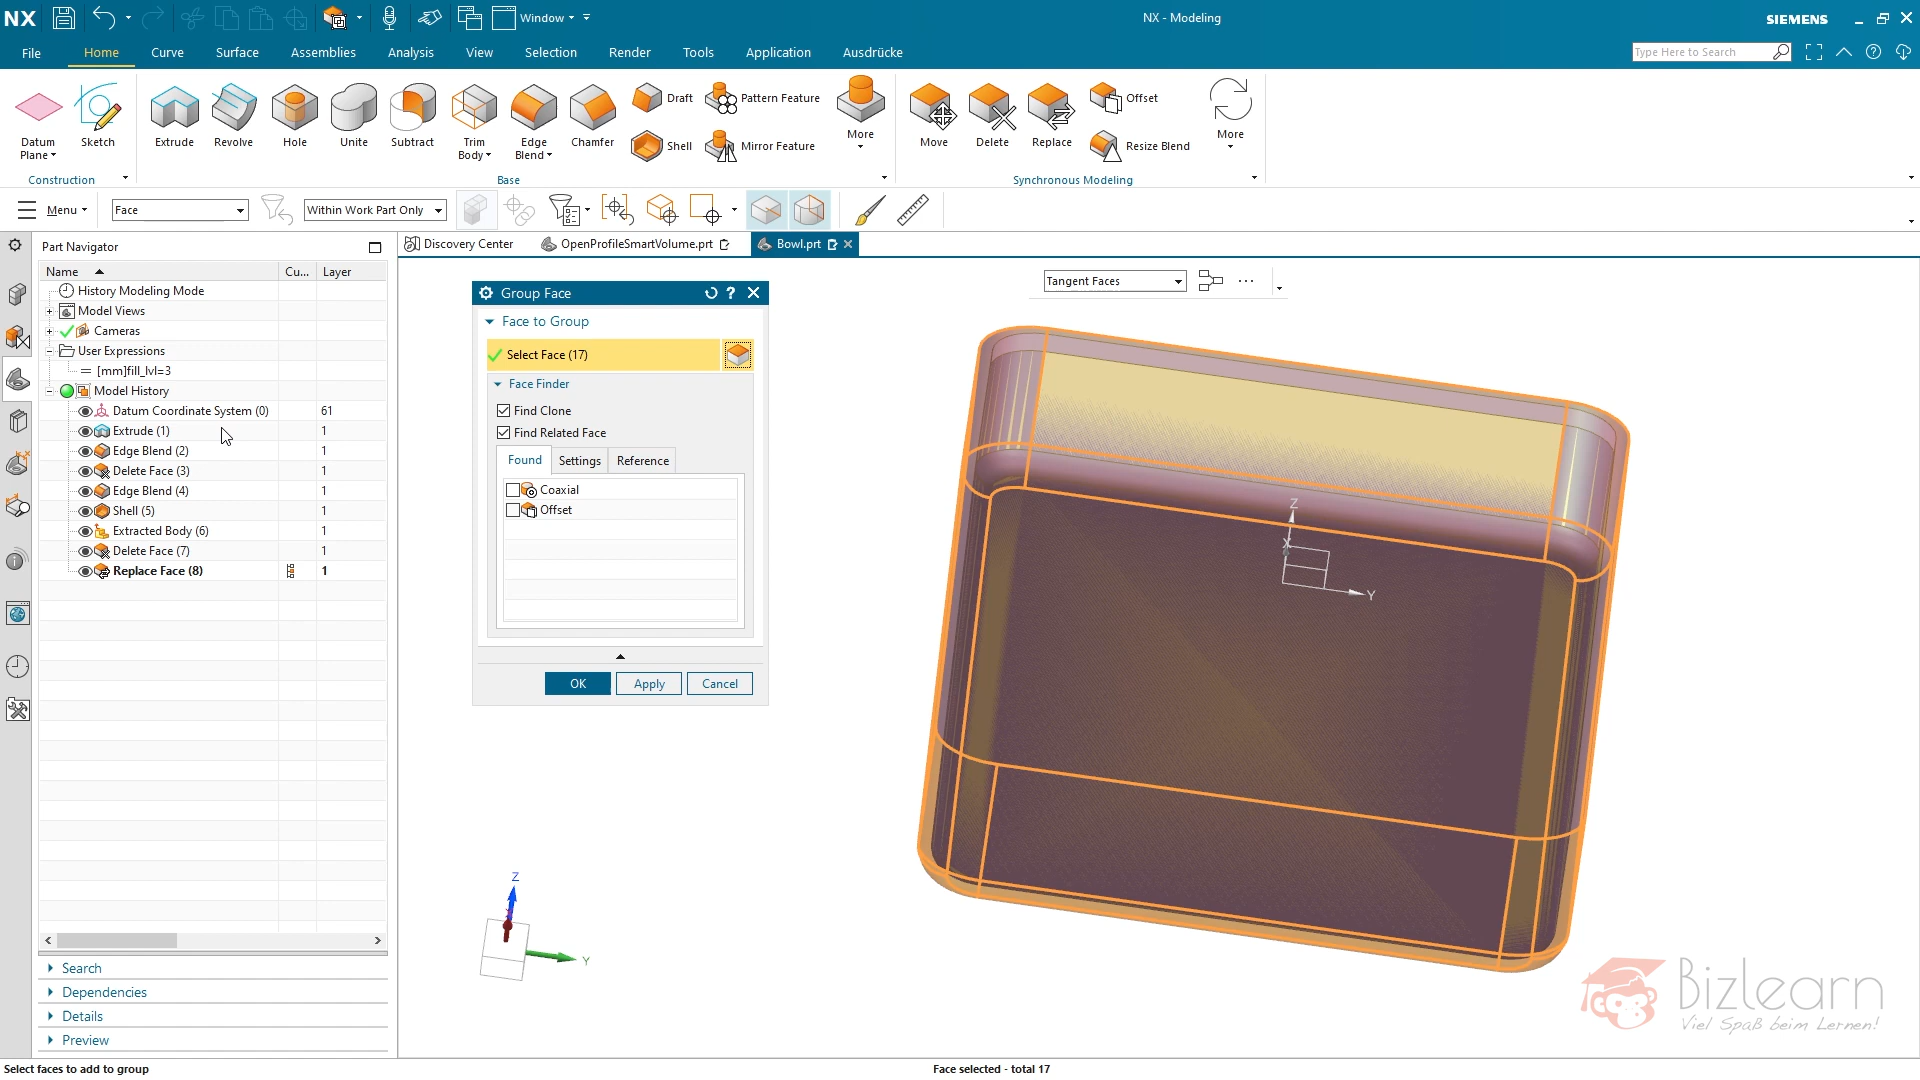 NX
Window
NX - Modeling
SIEMENS
File
Home
Curve
Surface
Assemblies
Analysis
View
Selection
Render
Tools
Application
Ausdrücke
Type Here to Search
Datum Plane
Sketch
Extrude
Revolve
Hole
Unite
Subtract
Trim Body
Edge Blend
Chamfer
Draft
Shell
Pattern Feature
Mirror Feature
More
Move
Delete
Replace
Offset
Resize Blend
More
Construction
Base
Synchronous Modeling
Menu
Face
Within Work Part Only
Part Navigator
Discovery Center
OpenProfileSmartVolume.prt
Bowl.prt
Name
Cu...
Layer
History Modeling Mode
Model Views
Cameras
User Expressions
[mm]fill_lvl=3
Model History
Datum Coordinate System (0) 61
Extrude (1) 1
Edge Blend (2) 1
Delete Face (3) 1
Edge Blend (4) 1
Shell (5) 1
Extracted Body (6) 1
Delete Face (7) 1
Replace Face (8) 1
Search
Dependencies
Details
Preview
Group Face
Face to Group
Select Face (17)
Face Finder
Find Clone
Find Related Face
Found
Settings
Reference
Coaxial
Offset
OK
Apply
Cancel
Tangent Faces
Z
X
Y
Z
Y
Bizlearn
Viel Spaß beim Lernen!
Select faces to add to group
Face selected - total 17